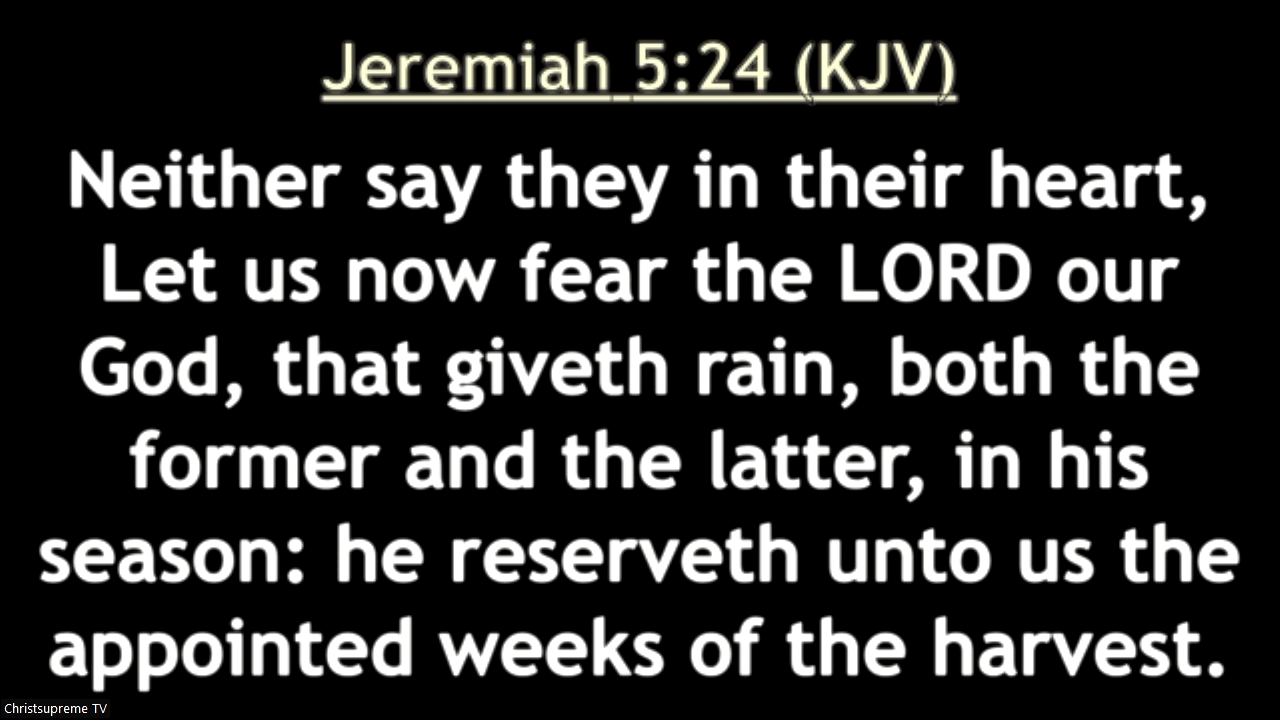 Jeremiah 5:24 (KJV)
Neither say they in their heart,
Let us now fear the LORD our
God, that giveth rain, both the
former and the latter, in his
season: he reserveth unto us the
appointed weeks of the harvest.
Christsupreme TV